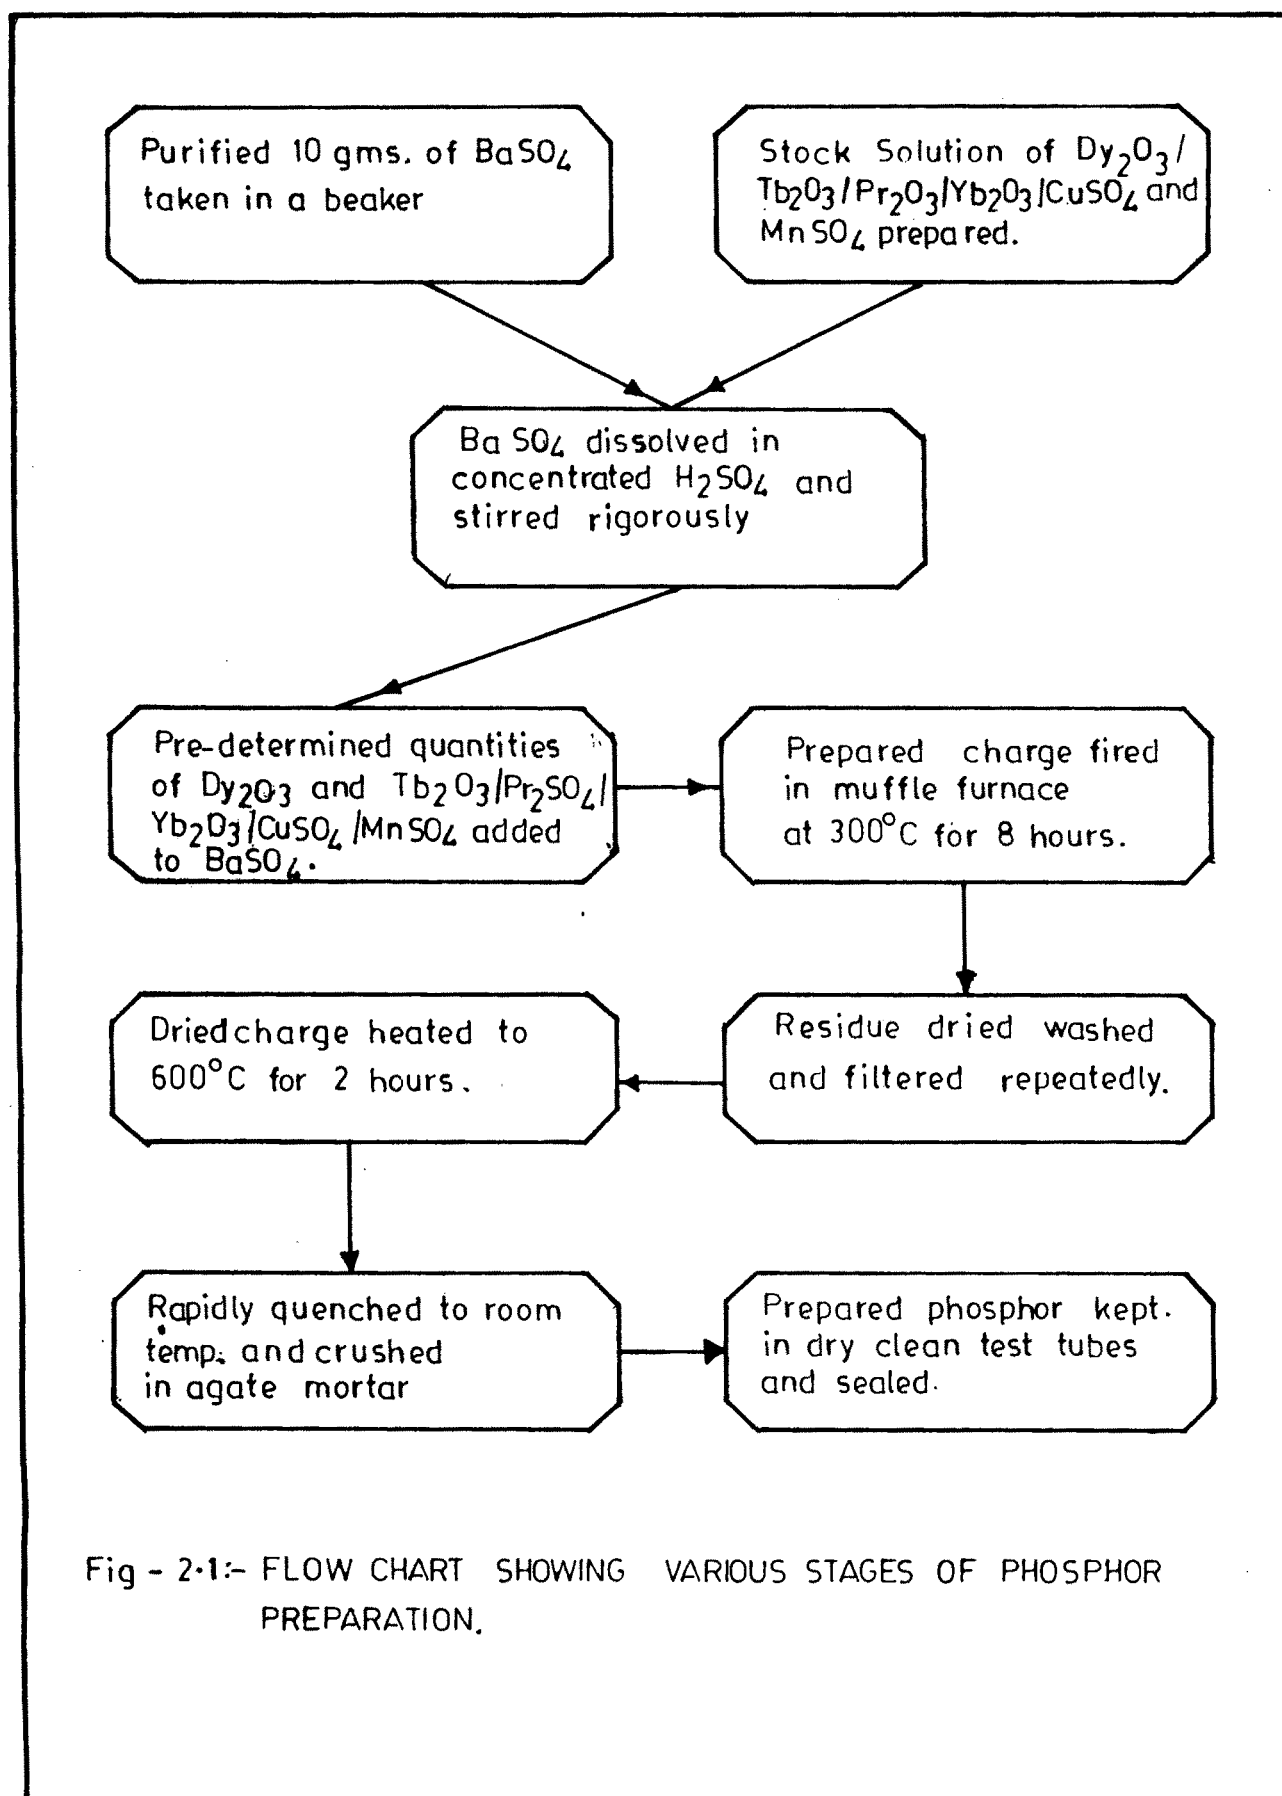 Purified 10 gms. of BaSO4
taken in a beaker
Stock Solution of Dy2O3/
Tb2O3/Pr2O3/Yb2O3/CuSO4 and
MnSO4 prepared.
BaSO4 dissolved in
concentrated H2SO4 and
stirred rigorously
Pre-determined quantities
of Dy2O3 and Tb2O3/Pr2SO4/
Yb2O3/CuSO4/MnSO4 added
to BaSO4.
Prepared charge fired
in muffle furnace
at 300°C for 8 hours.
Dried charge heated to
600°C for 2 hours.
Residue dried washed
and filtered repeatedly.
Rapidly quenched to room
temp. and crushed
in agate mortar
Prepared phosphor kept.
in dry clean test tubes
and sealed.
Fig - 2.1:- FLOW CHART SHOWING VARIOUS STAGES OF PHOSPHOR
PREPARATION.